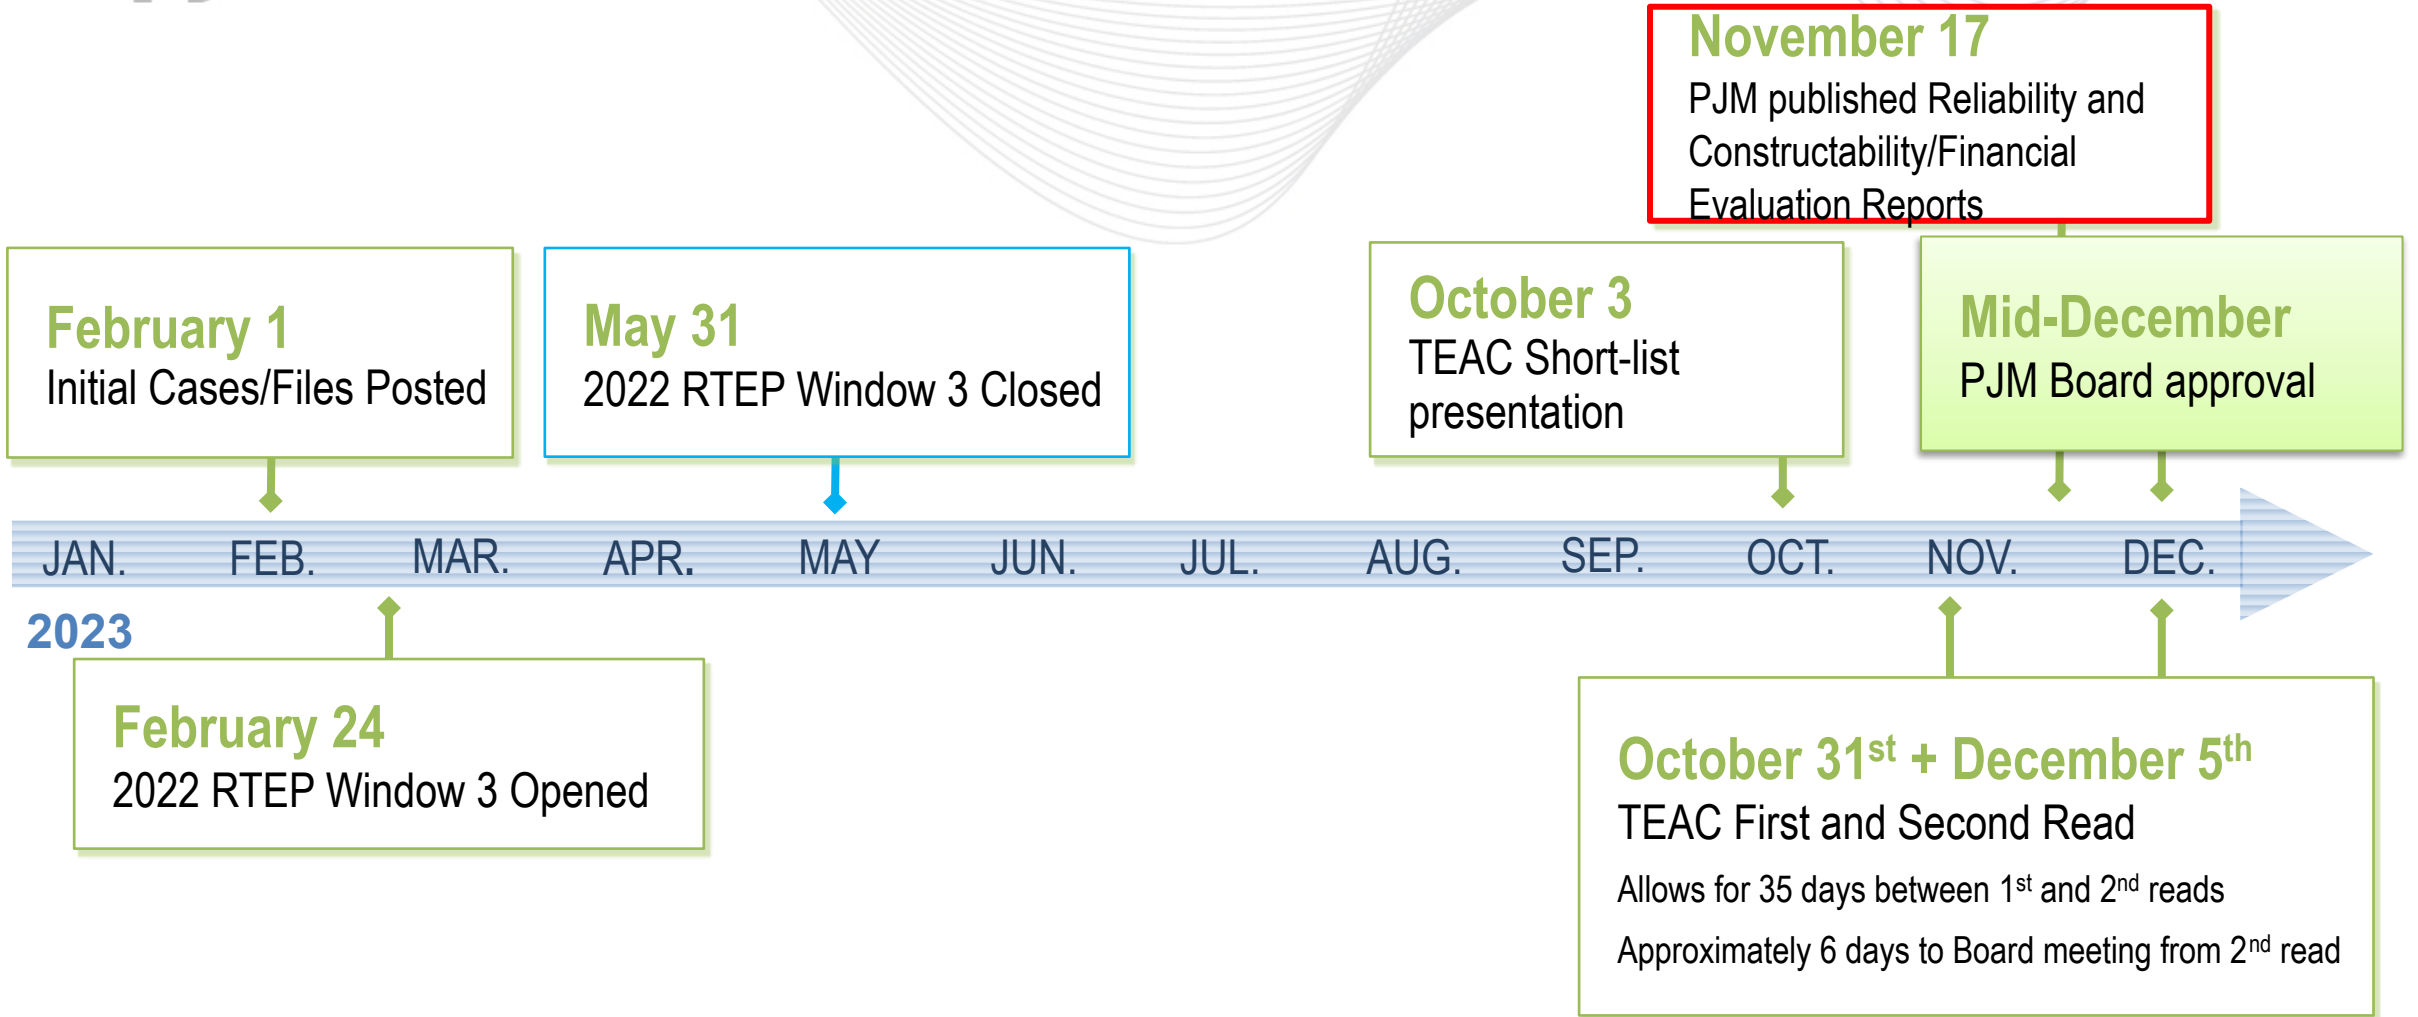 November 17
PJM published Reliability and
Constructability/Financial
Evaluation Reports
February 1
Initial Cases/Files Posted
May 31
2022 RTEP Window 3 Closed
October 3
TEAC Short-list
presentation
Mid-December
PJM Board approval
JAN. FEB. MAR. APR. MAY JUN. JUL. AUG. SEP. OCT. NOV. DEC.
2023
February 24
2022 RTEP Window 3 Opened
October 31st + December 5th
TEAC First and Second Read
Allows for 35 days between 1st and 2nd reads
Approximately 6 days to Board meeting from 2nd read